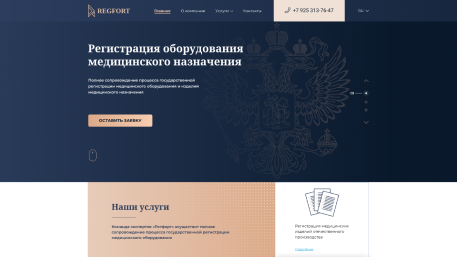 REGFORT
Главная
О компании
Услуги
Контакты
+7 925 313-76-47
RU
Регистрация оборудования
медицинского назначения
Полное сопровождение процесса государственной
регистрации медицинского оборудования и изделий
медицинского назначения
ОСТАВИТЬ ЗАЯВКУ
Наши услуги
Команда экспертов «Регфорт» осуществит полное
сопровождение процесса государственной регистрации
медицинского оборудования
Регистрация медицинских
изделий отечественного
производства